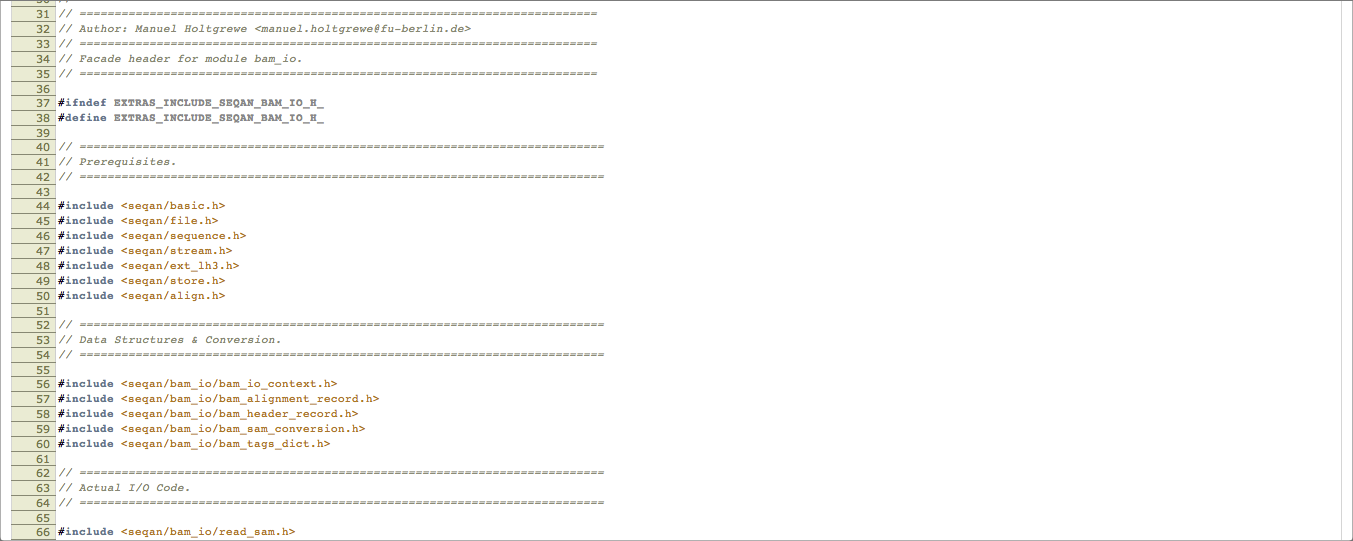 31 // ==========================================================================
32 // Author: Manuel Holtgrewe <manuel.holtgrewe@fu-berlin.de>
33 // ==========================================================================
34 // Facade header for module bam_io.
35 // ==========================================================================
36
37 #ifndef EXTRAS_INCLUDE_SEQAN_BAM_IO_H_
38 #define EXTRAS_INCLUDE_SEQAN_BAM_IO_H_
39
40 // ===========================================================================
41 // Prerequisites.
42 // ===========================================================================
43
44 #include <seqan/basic.h>
45 #include <seqan/file.h>
46 #include <seqan/sequence.h>
47 #include <seqan/stream.h>
48 #include <seqan/ext_lh3.h>
49 #include <seqan/store.h>
50 #include <seqan/align.h>
51
52 // ===========================================================================
53 // Data Structures & Conversion.
54 // ===========================================================================
55
56 #include <seqan/bam_io/bam_io_context.h>
57 #include <seqan/bam_io/bam_alignment_record.h>
58 #include <seqan/bam_io/bam_header_record.h>
59 #include <seqan/bam_io/bam_sam_conversion.h>
60 #include <seqan/bam_io/bam_tags_dict.h>
61
62 // ===========================================================================
63 // Actual I/O Code.
64 // ===========================================================================
65
66 #include <seqan/bam_io/read_sam.h>